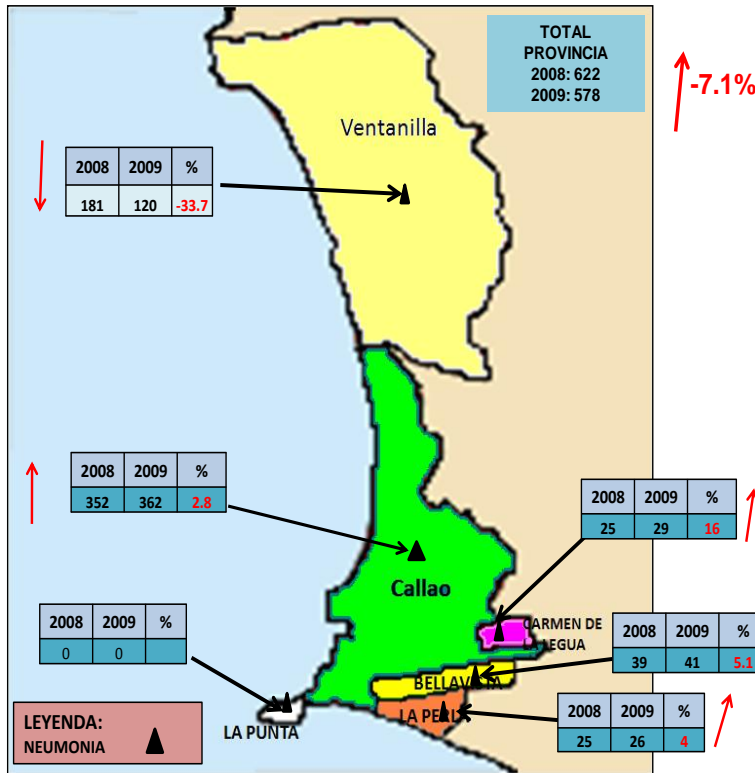 TOTAL
PROVINCIA
2008: 622
2009: 578
-7.1%
Ventanilla
2008 2009 %
181 120 -33.7
2008 2009 %
352 362 2.8
2008 2009 %
25 29 16
Callao
2008 2009 %
0 0
CARMEN DE
LA LEGUA
2008 2009 %
39 41 5.1
BELLAVISTA
LA PERL
2008 2009 %
25 26 4
LA PUNTA
LEYENDA:
NEUMONIA